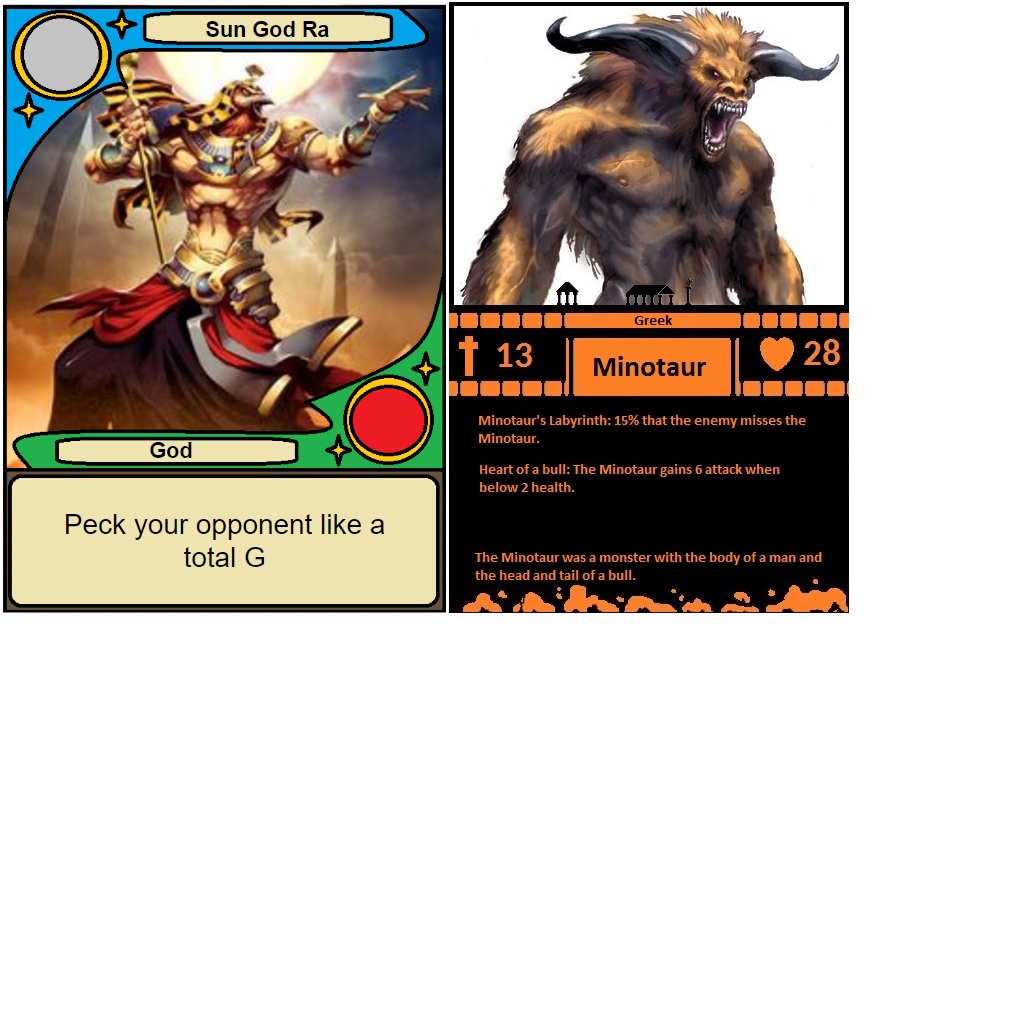 Sun God Ra
God
Peck your opponent like a
total G
Greek
13
Minotaur
28
Minotaur's Labyrinth: 15% that the enemy misses the
Minotaur.
Heart of a bull: The Minotaur gains 6 attack when
below 2 health.
The Minotaur was a monster with the body of a man and
the head and tail of a bull.